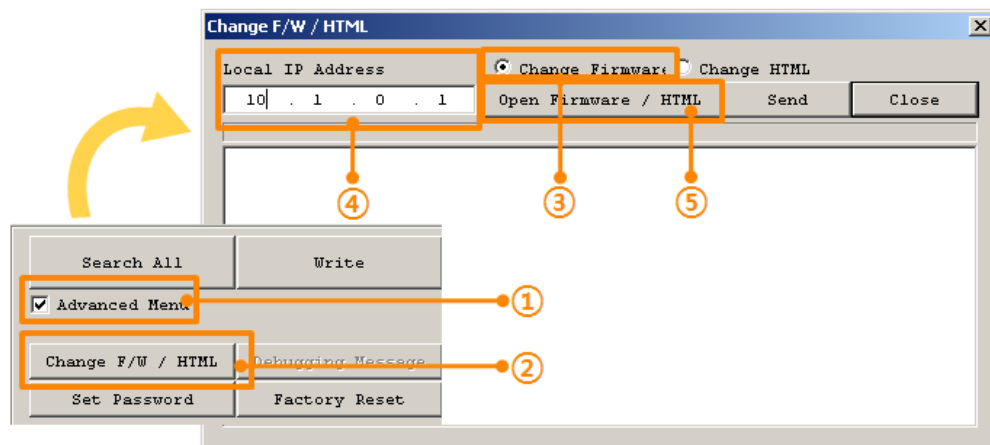 Change F/W / HTML
Local IP Address
Change Firmware
Change HTML
10 . 1 . 0 . 1
Open Firmware / HTML
Send
Close
④
③
⑤
Search All
Write
Advanced Menu
①
Change F/W / HTML
Debugging Message
②
Set Password
Factory Reset